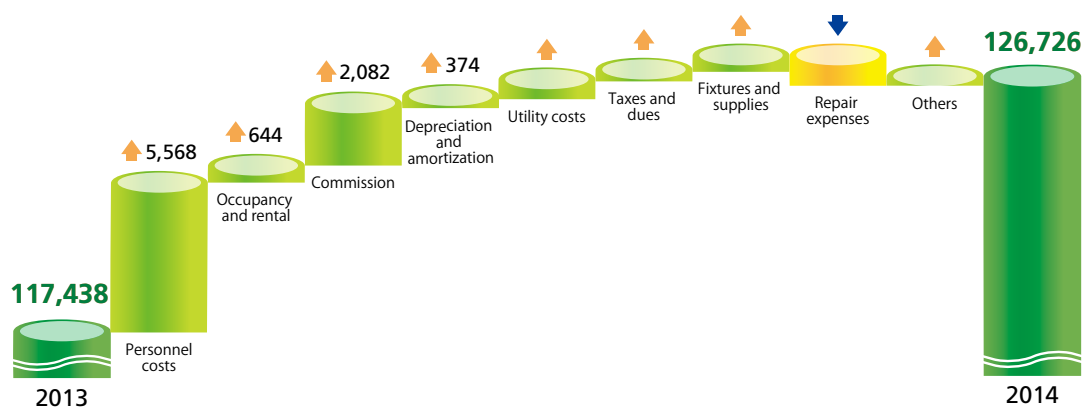 117,438
2013
5,568
Personnel
costs
644
Occupancy
and rental
2,082
Commission
374
Depreciation
and
amortization
Utility costs
Taxes and
dues
Fixtures and
supplies
Repair
expenses
Others
126,726
2014